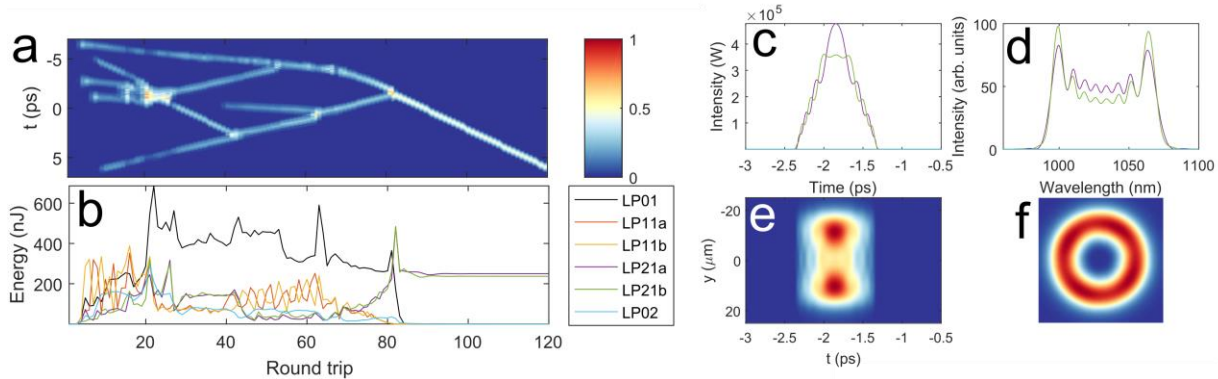 a
t (ps)
-5
0
5
1
0.5
0
b
Energy (nJ)
600
400
200
20
40
60
80
100
120
Round trip
LP01
LP11a
LP11b
LP21a
LP21b
LP02
× 10⁵
c
Intensity (W)
4
3
2
1
-3
-2.5
-2
-1.5
-1
-0.5
Time (ps)
d
Intensity (arb. units)
100
50
0
1000
1050
1100
Wavelength (nm)
e
y (μm)
-20
0
20
-3
-2.5
-2
-1.5
-1
-0.5
t (ps)
f